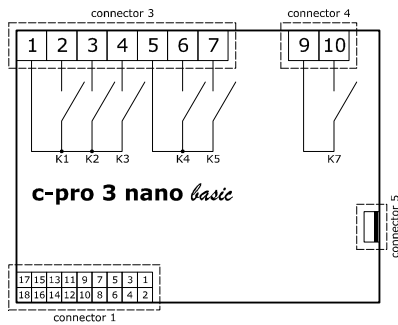 connector 3
connector 4
1 2 3 4 5 6 7
9 10
K1 K2 K3 K4 K5 K7
c-pro 3 nano basic
connector 5
17 15 13 11 9 7 5 3 1
18 16 14 12 10 8 6 4 2
connector 1